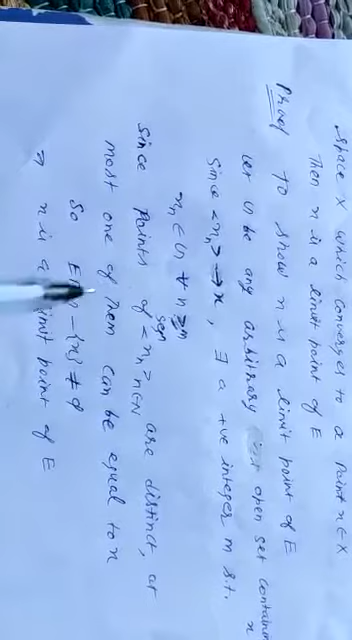 space X which converges to a point x ∈ X
Then x is a limit point of E
Proof To show x is a limit point of E
Let U be any arbitrary open set containing x
Since <xₙ> → x, ∃ a +ve integer m s.t.
xₙ ∈ U ∀ n ≥ m
Since points of <xₙ> n∈N are distinct, at
most one of them can be equal to x
So E ∩ U - {x} ≠ ϕ
⇒ x is a limit point of E